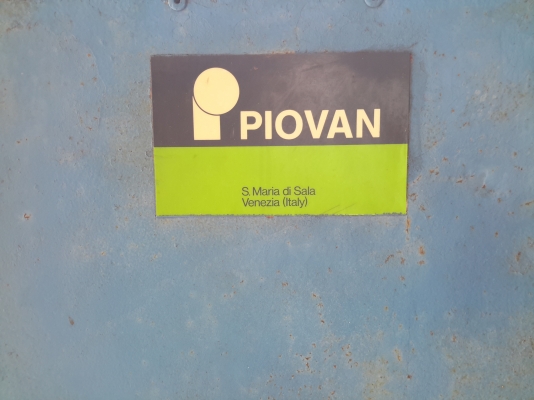 PIOVAN
S. Maria di Sala
Venezia (Italy)